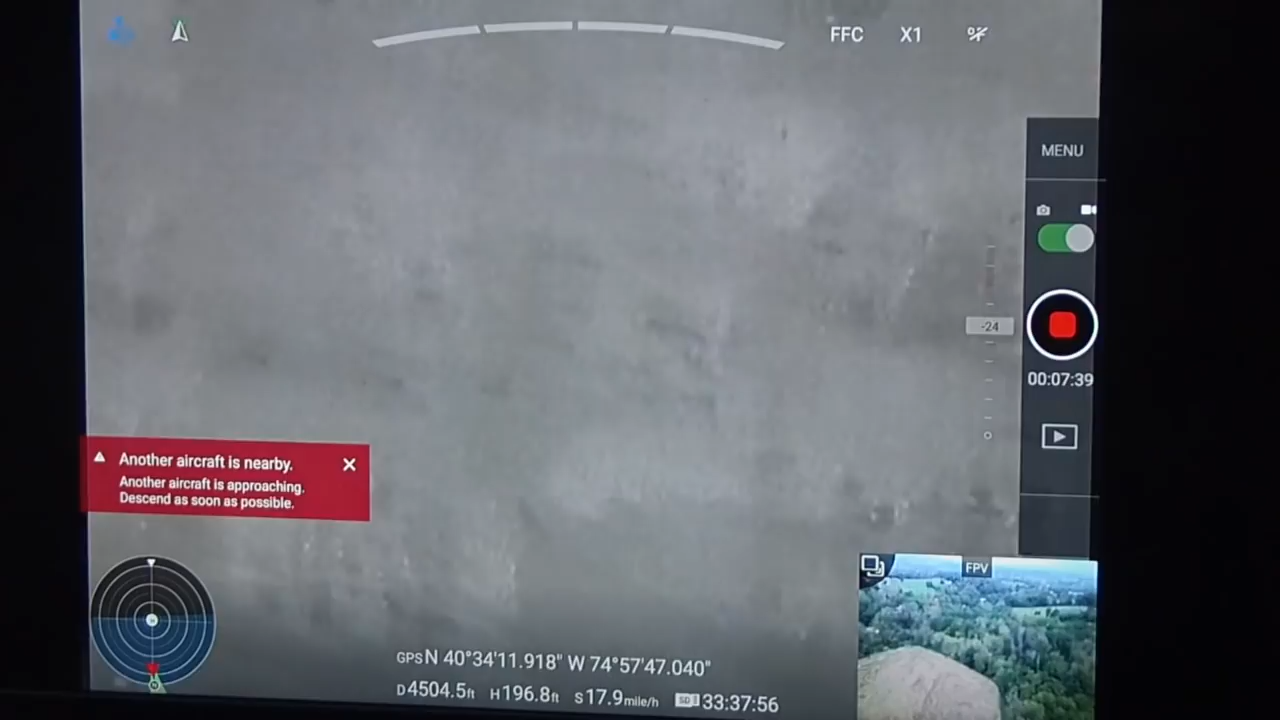 FFC X1
MENU
-24
00:07:39
Another aircraft is nearby.
Another aircraft is approaching.
Descend as soon as possible.
FPV
GPS N 40°34'11.918" W 74°57'47.040"
D 4504.5ft H 196.8ft S 17.9mile/h SD 33:37:56
N